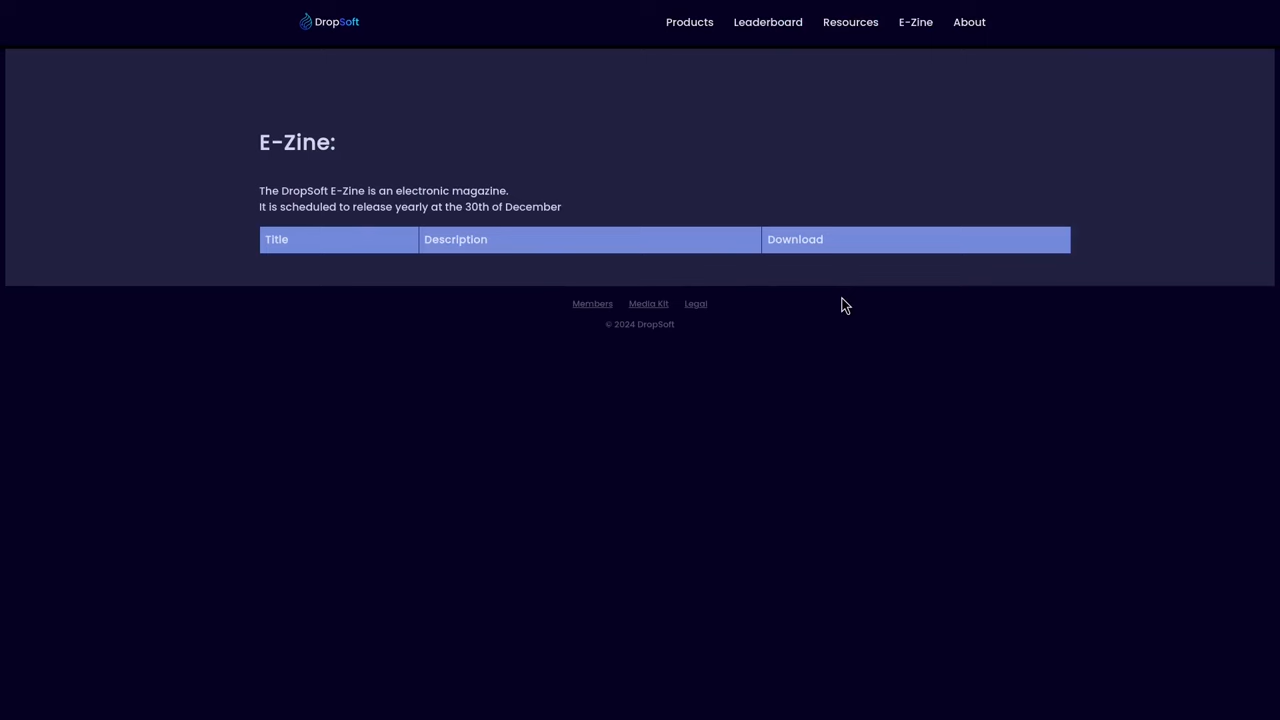 DropSoft
Products Leaderboard Resources E-Zine About
E-Zine:
The DropSoft E-Zine is an electronic magazine.
It is scheduled to release yearly at the 30th of December
Title Description Download
Members Media Kit Legal
© 2024 DropSoft